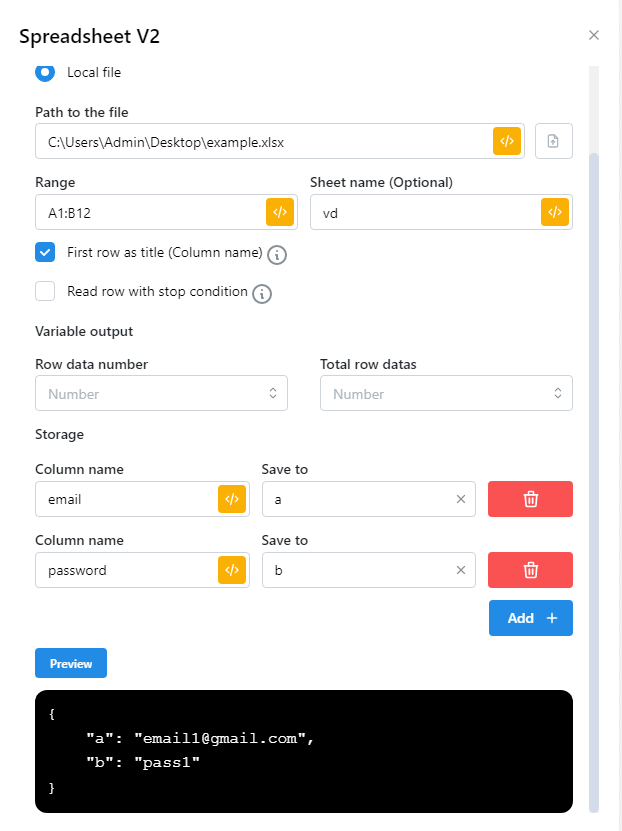 Spreadsheet V2
Local file
Path to the file
C:\Users\Admin\Desktop\example.xlsx </>
Range Sheet name (Optional)
A1:B12 </> vd </>
First row as title (Column name)
Read row with stop condition
Variable output
Row data number Total row datas
Number Number
Storage
Column name Save to
email </> a
Column name Save to
password </> b
Add +
Preview
{
"a": "email1@gmail.com",
"b": "pass1"
}